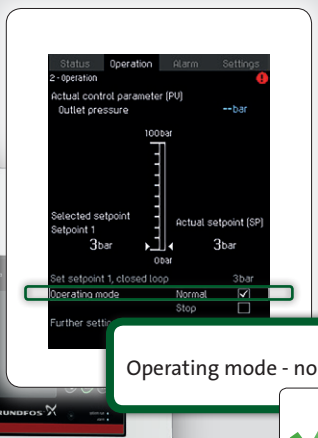 Status Operation Alarm Settings
2 - Operation
Actual control parameter (PV)
Outlet pressure --bar
100bar
Selected setpoint
Setpoint 1
Actual setpoint (SP)
3bar 3bar
0bar
Set setpoint 1, closed loop 3bar
Operating mode Normal
Stop
Further
Operating mode - no
GRUNDFOS